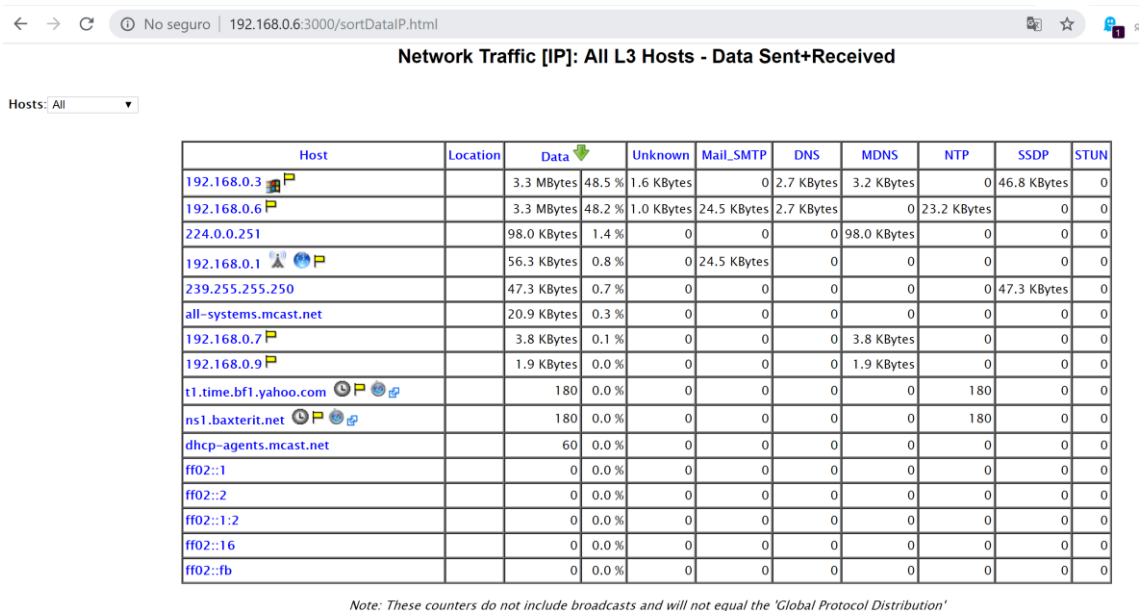 No seguro | 192.168.0.6:3000/sortDataIP.html
1
Network Traffic [IP]: All L3 Hosts - Data Sent+Received
Hosts: All
Host Location Data Unknown Mail_SMTP DNS MDNS NTP SSDP STUN
192.168.0.3 3.3 MBytes 48.5 % 1.6 KBytes 0 2.7 KBytes 3.2 KBytes 0 46.8 KBytes 0
192.168.0.6 3.3 MBytes 48.2 % 1.0 KBytes 24.5 KBytes 2.7 KBytes 0 23.2 KBytes 0 0
224.0.0.251 98.0 KBytes 1.4 % 0 0 0 98.0 KBytes 0 0 0
192.168.0.1 56.3 KBytes 0.8 % 0 24.5 KBytes 0 0 0 0 0
239.255.255.250 47.3 KBytes 0.7 % 0 0 0 0 0 47.3 KBytes 0
all-systems.mcast.net 20.9 KBytes 0.3 % 0 0 0 0 0 0 0
192.168.0.7 3.8 KBytes 0.1 % 0 0 0 3.8 KBytes 0 0 0
192.168.0.9 1.9 KBytes 0.0 % 0 0 0 1.9 KBytes 0 0 0
t1.time.bf1.yahoo.com 180 0.0 % 0 0 0 0 180 0 0
ns1.baxterit.net 180 0.0 % 0 0 0 0 180 0 0
dhcp-agents.mcast.net 60 0.0 % 0 0 0 0 0 0 0
ff02::1 0 0.0 % 0 0 0 0 0 0 0
ff02::2 0 0.0 % 0 0 0 0 0 0 0
ff02::1:2 0 0.0 % 0 0 0 0 0 0 0
ff02::16 0 0.0 % 0 0 0 0 0 0 0
ff02::fb 0 0.0 % 0 0 0 0 0 0 0
Note: These counters do not include broadcasts and will not equal the 'Global Protocol Distribution'